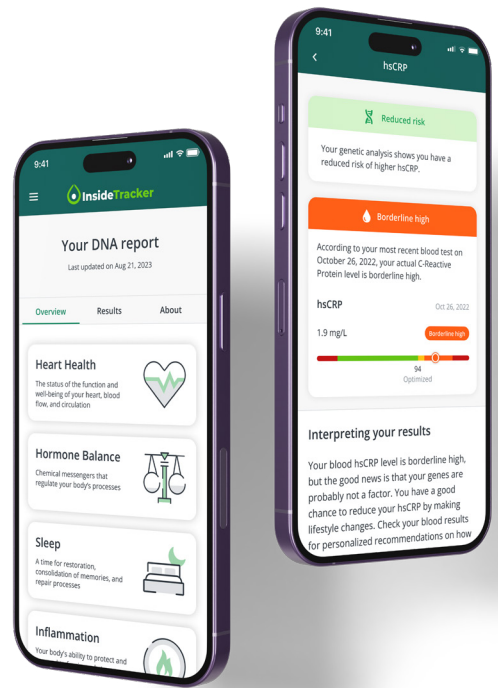 9:41
InsideTracker
Your DNA report
Last updated on Aug 21, 2023
Overview
Results
About
Heart Health
The status of the function and
well-being of your heart, blood
flow, and circulation
Hormone Balance
Chemical messengers that
regulate your body's processes
Sleep
A time for restoration,
consolidation of memories, and
repair processes
Inflammation
Your body's ability to protect and
9:41
hsCRP
Reduced risk
Your genetic analysis shows you have a
reduced risk of higher hsCRP.
Borderline high
According to your most recent blood test on
October 26, 2022, your actual C-Reactive
Protein level is borderline high.
hsCRP
Oct 26, 2022
1.9 mg/L
Borderline high
94
Optimized
Interpreting your results
Your blood hsCRP level is borderline high,
but the good news is that your genes are
probably not a factor. You have a good
chance to reduce your hsCRP by making
lifestyle changes. Check your blood results
for personalized recommendations on how